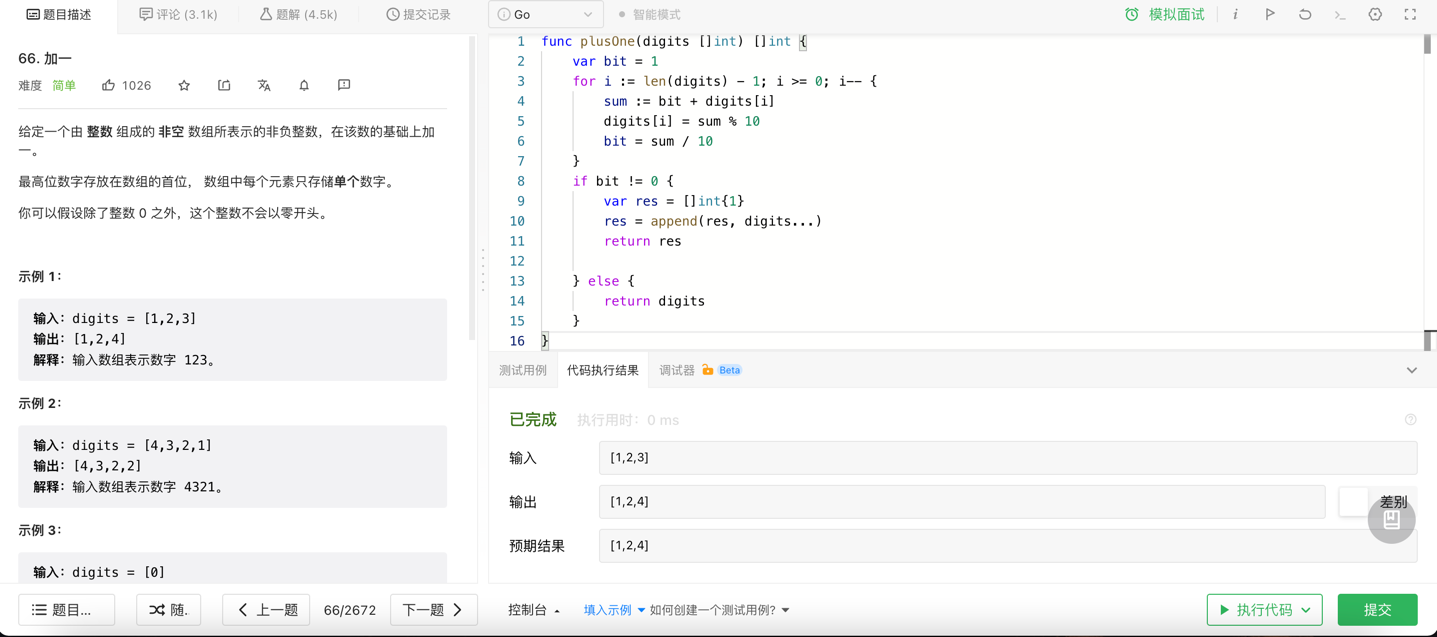 题目描述 评论 (3.1k) 题解 (4.5k) 提交记录
66. 加一
难度 简单 1026
给定一个由 整数 组成的 非空 数组所表示的非负整数，在该数的基础上加
一。
最高位数字存放在数组的首位， 数组中每个元素只存储单个数字。
你可以假设除了整数 0 之外，这个整数不会以零开头。
示例 1：
输入：digits = [1,2,3]
输出：[1,2,4]
解释：输入数组表示数字 123。
示例 2：
输入：digits = [4,3,2,1]
输出：[4,3,2,2]
解释：输入数组表示数字 4321。
示例 3：
输入：digits = [0]
题目... 随. 上一题 66/2672 下一题
Go 智能模式 模拟面试
1 func plusOne(digits []int) []int {
2 var bit = 1
3 for i := len(digits) - 1; i >= 0; i-- {
4 sum := bit + digits[i]
5 digits[i] = sum % 10
6 bit = sum / 10
7 }
8 if bit != 0 {
9 var res = []int{1}
10 res = append(res, digits...)
11 return res
12
13 } else {
14 return digits
15 }
16 }
测试用例 代码执行结果 调试器 Beta
已完成 执行用时：0 ms
输入 [1,2,3]
输出 [1,2,4] 差别
预期结果 [1,2,4]
控制台 填入示例 如何创建一个测试用例? 执行代码 提交